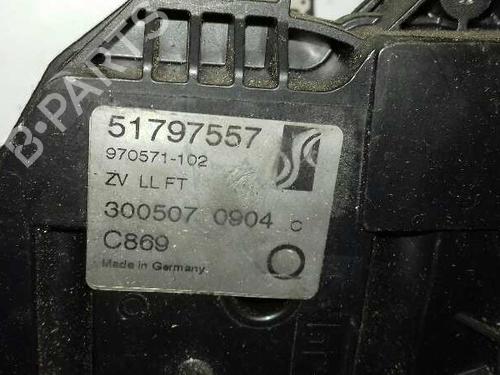 B-PARTS
51797557
970571-102
ZV LL FT
300507 0904 C
C869
Made in Germany